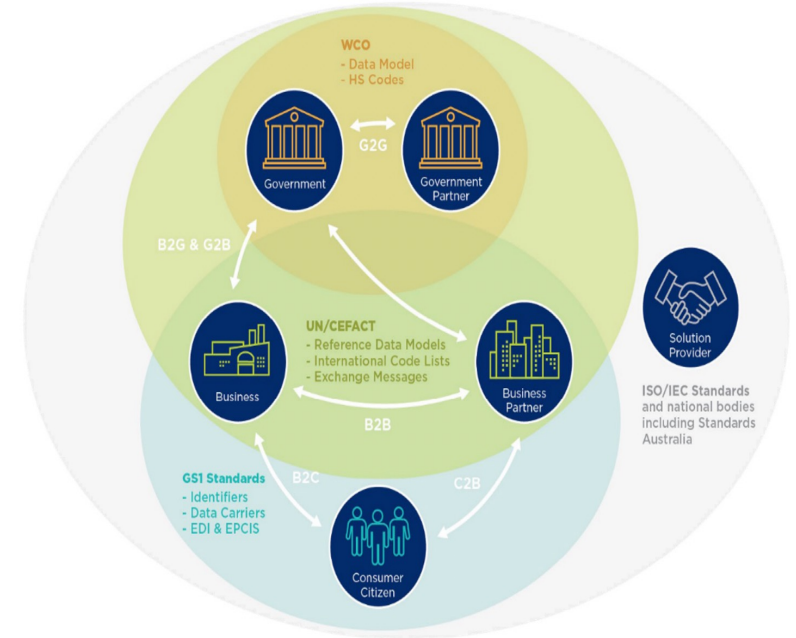 WCO
- Data Model
- HS Codes
G2G
Government
Government
Partner
B2G & G2B
UN/CEFACT
- Reference Data Models
- International Code Lists
- Exchange Messages
Business
Business
Partner
Solution
Provider
ISO/IEC Standards
and national bodies
including Standards
Australia
B2B
GS1 Standards
- Identifiers
- Data Carriers
- EDI & EPCIS
B2C
C2B
Consumer
Citizen